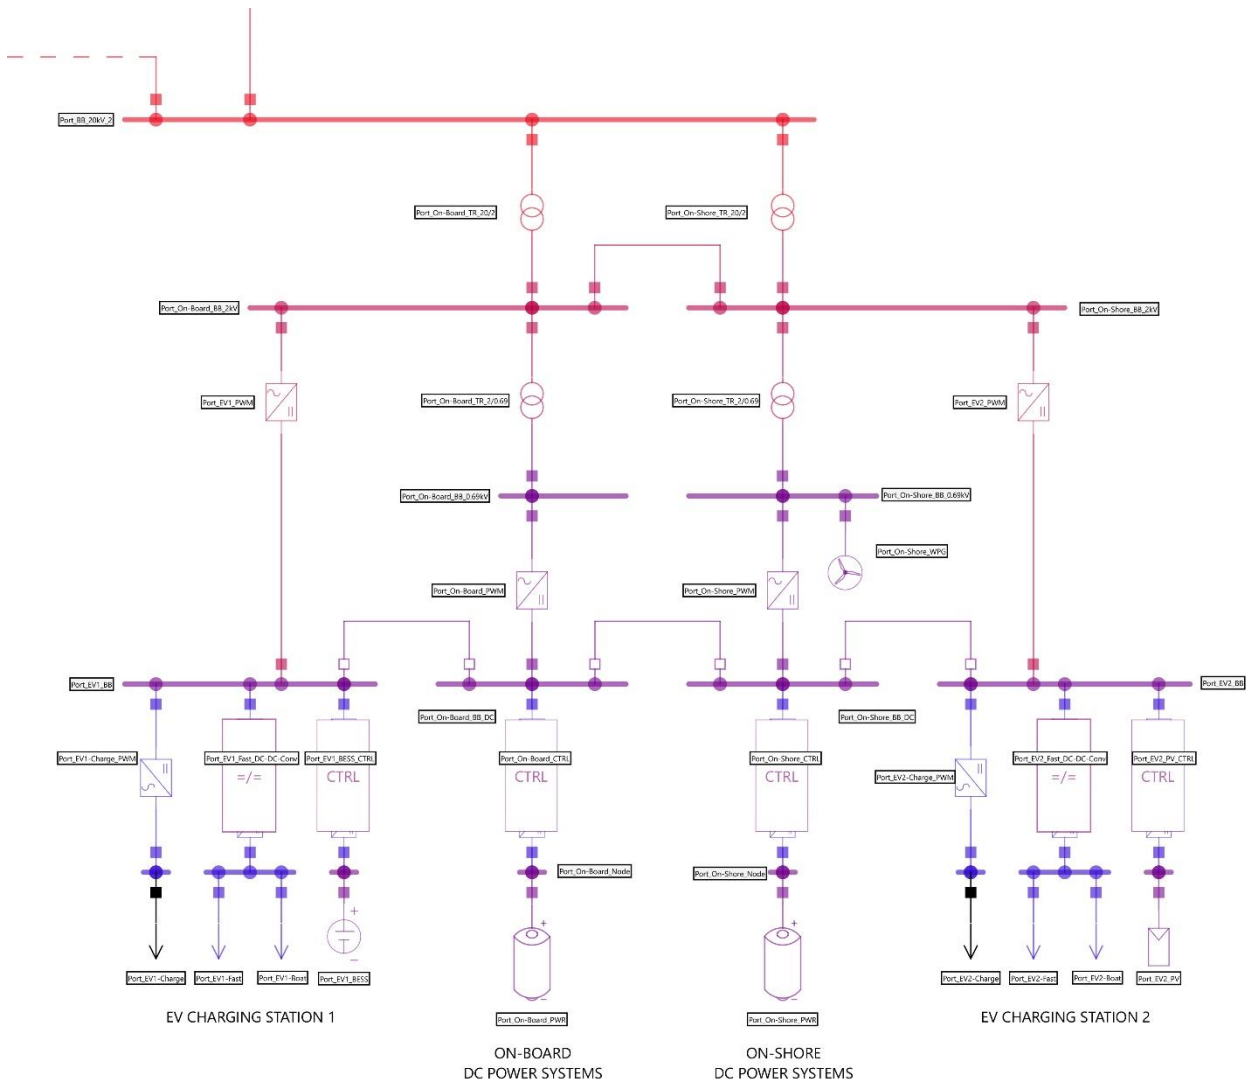 Port_BB_20kV_2
Port_On-Board_TR_20/2
Port_On-Shore_TR_20/2
Port_On-Board_BB_2kV
Port_On-Shore_BB_2kV
Port_EV1_PWM
Port_On-Board_TR_2/0.69
Port_On-Shore_TR_2/0.69
Port_EV2_PWM
Port_On-Board_BB_0.69kV
Port_On-Shore_BB_0.69kV
Port_On-Shore_WPG
Port_On-Board_PWM
Port_On-Shore_PWM
Port_EV1_BB
Port_EV2_BB
Port_On-Board_BB_DC
Port_On-Shore_BB_DC
Port_EV1-Charge_PWM
Port_EV1_Fast_DC-DC-Conv
Port_EV1_BESS_CTRL
Port_On-Board_CTRL
Port_On-Shore_CTRL
Port_EV2-Charge_PWM
Port_EV2_Fast_DC-DC-Conv
Port_EV2_PV_CTRL
=/=
CTRL
CTRL
CTRL
=/=
CTRL
Port_On-Board_Node
Port_On-Shore_Node
Port_EV1-Charge
Port_EV1-Fast
Port_EV1-Boat
Port_EV1_BESS
Port_EV2-Charge
Port_EV2-Fast
Port_EV2-Boat
Port_EV2_PV
Port_On-Board_PWR
Port_On-Shore_PWR
EV CHARGING STATION 1
EV CHARGING STATION 2
ON-BOARD
DC POWER SYSTEMS
ON-SHORE
DC POWER SYSTEMS